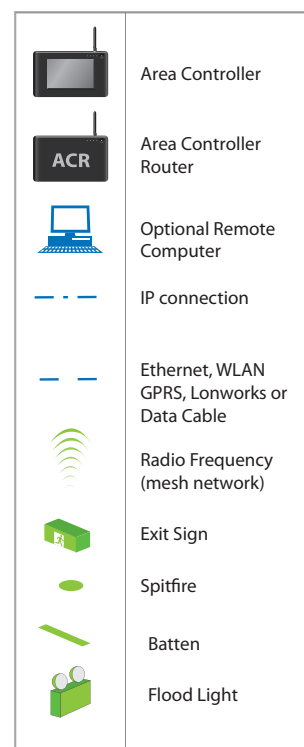 Area Controller
ACR
Area Controller
Router
Optional Remote
Computer
IP connection
Ethernet, WLAN
GPRS, Lonworks or
Data Cable
Radio Frequency
(mesh network)
Exit Sign
Spitfire
Batten
Flood Light